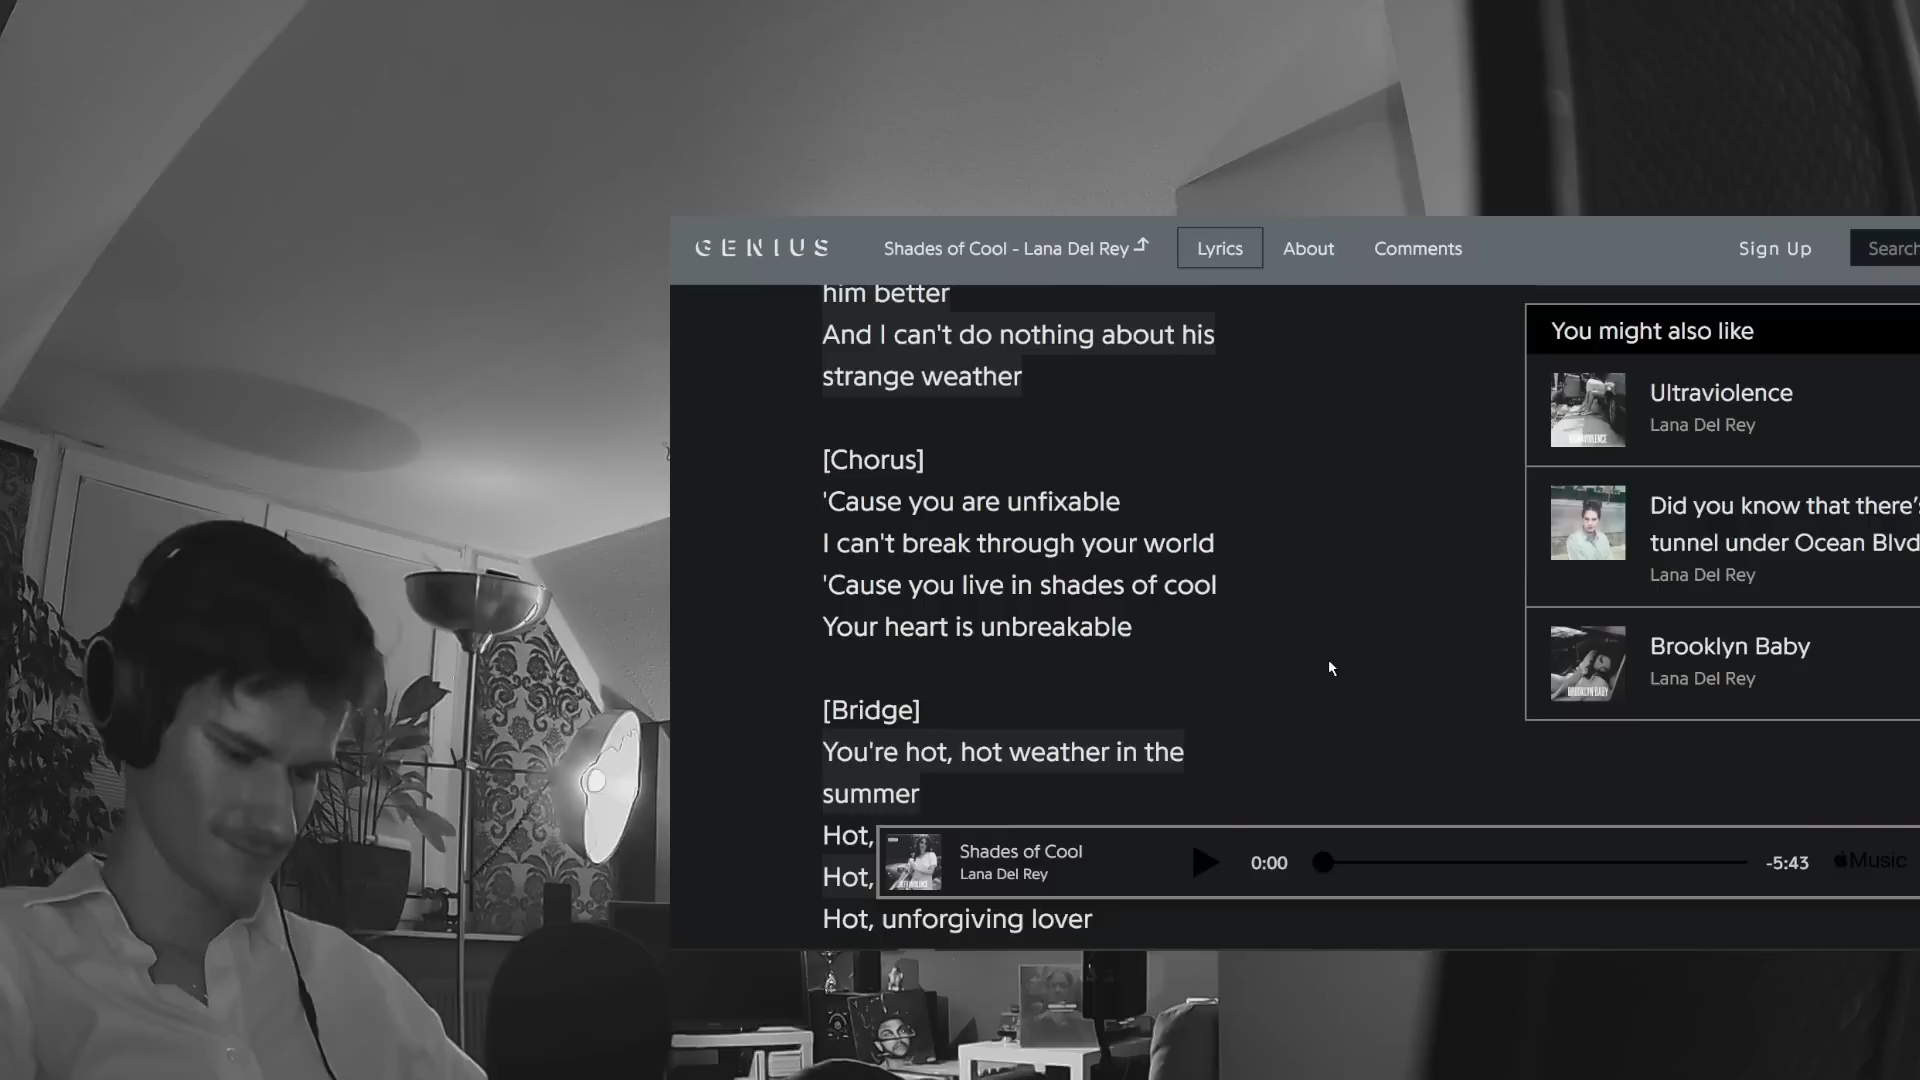 GENIUS
Shades of Cool - Lana Del Rey
Lyrics
About
Comments
Sign Up
Search
him better
And I can't do nothing about his
strange weather
[Chorus]
'Cause you are unfixable
I can't break through your world
'Cause you live in shades of cool
Your heart is unbreakable
[Bridge]
You're hot, hot weather in the
summer
Hot,
Hot,
Hot, unforgiving lover
You might also like
Ultraviolence
Lana Del Rey
Did you know that there's
tunnel under Ocean Blvd
Lana Del Rey
Brooklyn Baby
Lana Del Rey
Shades of Cool
Lana Del Rey
0:00
-5:43
Music